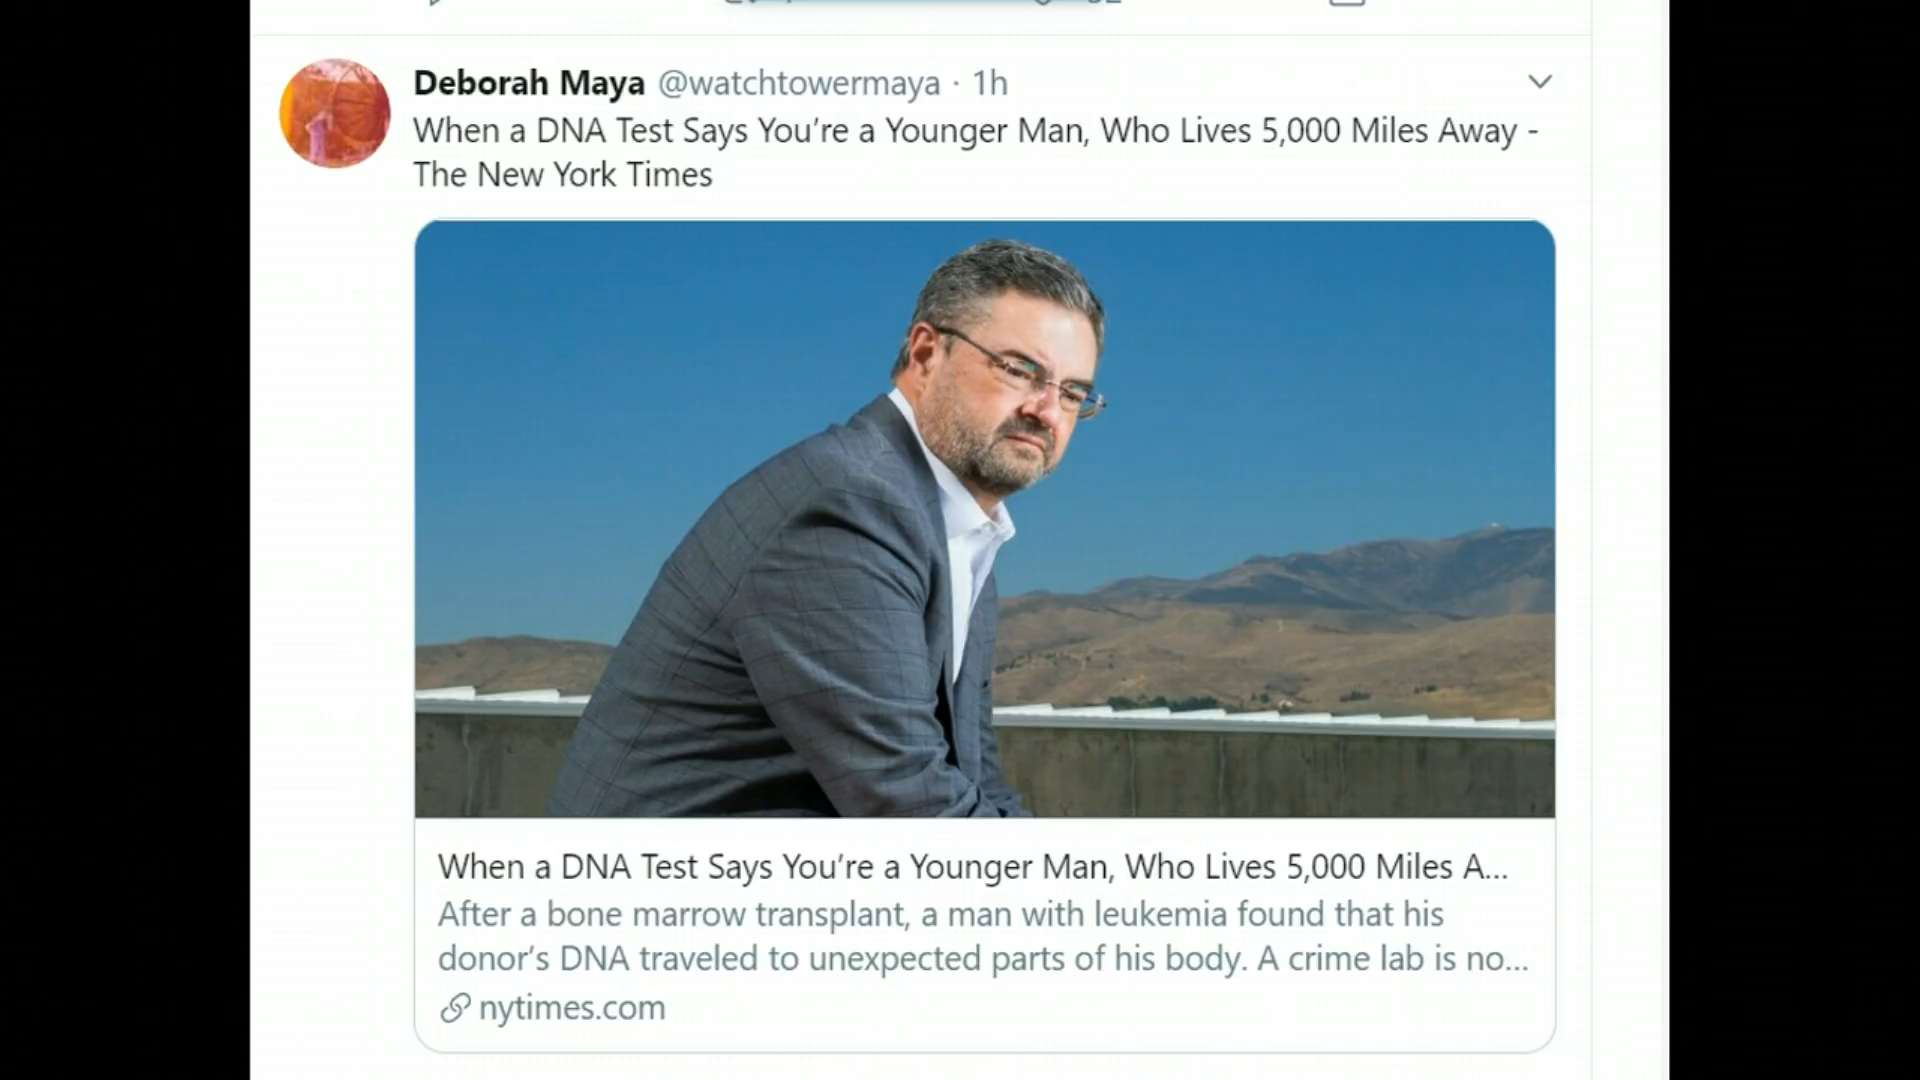 Deborah Maya @watchtowermaya · 1h
When a DNA Test Says You’re a Younger Man, Who Lives 5,000 Miles Away -
The New York Times
When a DNA Test Says You’re a Younger Man, Who Lives 5,000 Miles A...
After a bone marrow transplant, a man with leukemia found that his
donor’s DNA traveled to unexpected parts of his body. A crime lab is no...
nytimes.com